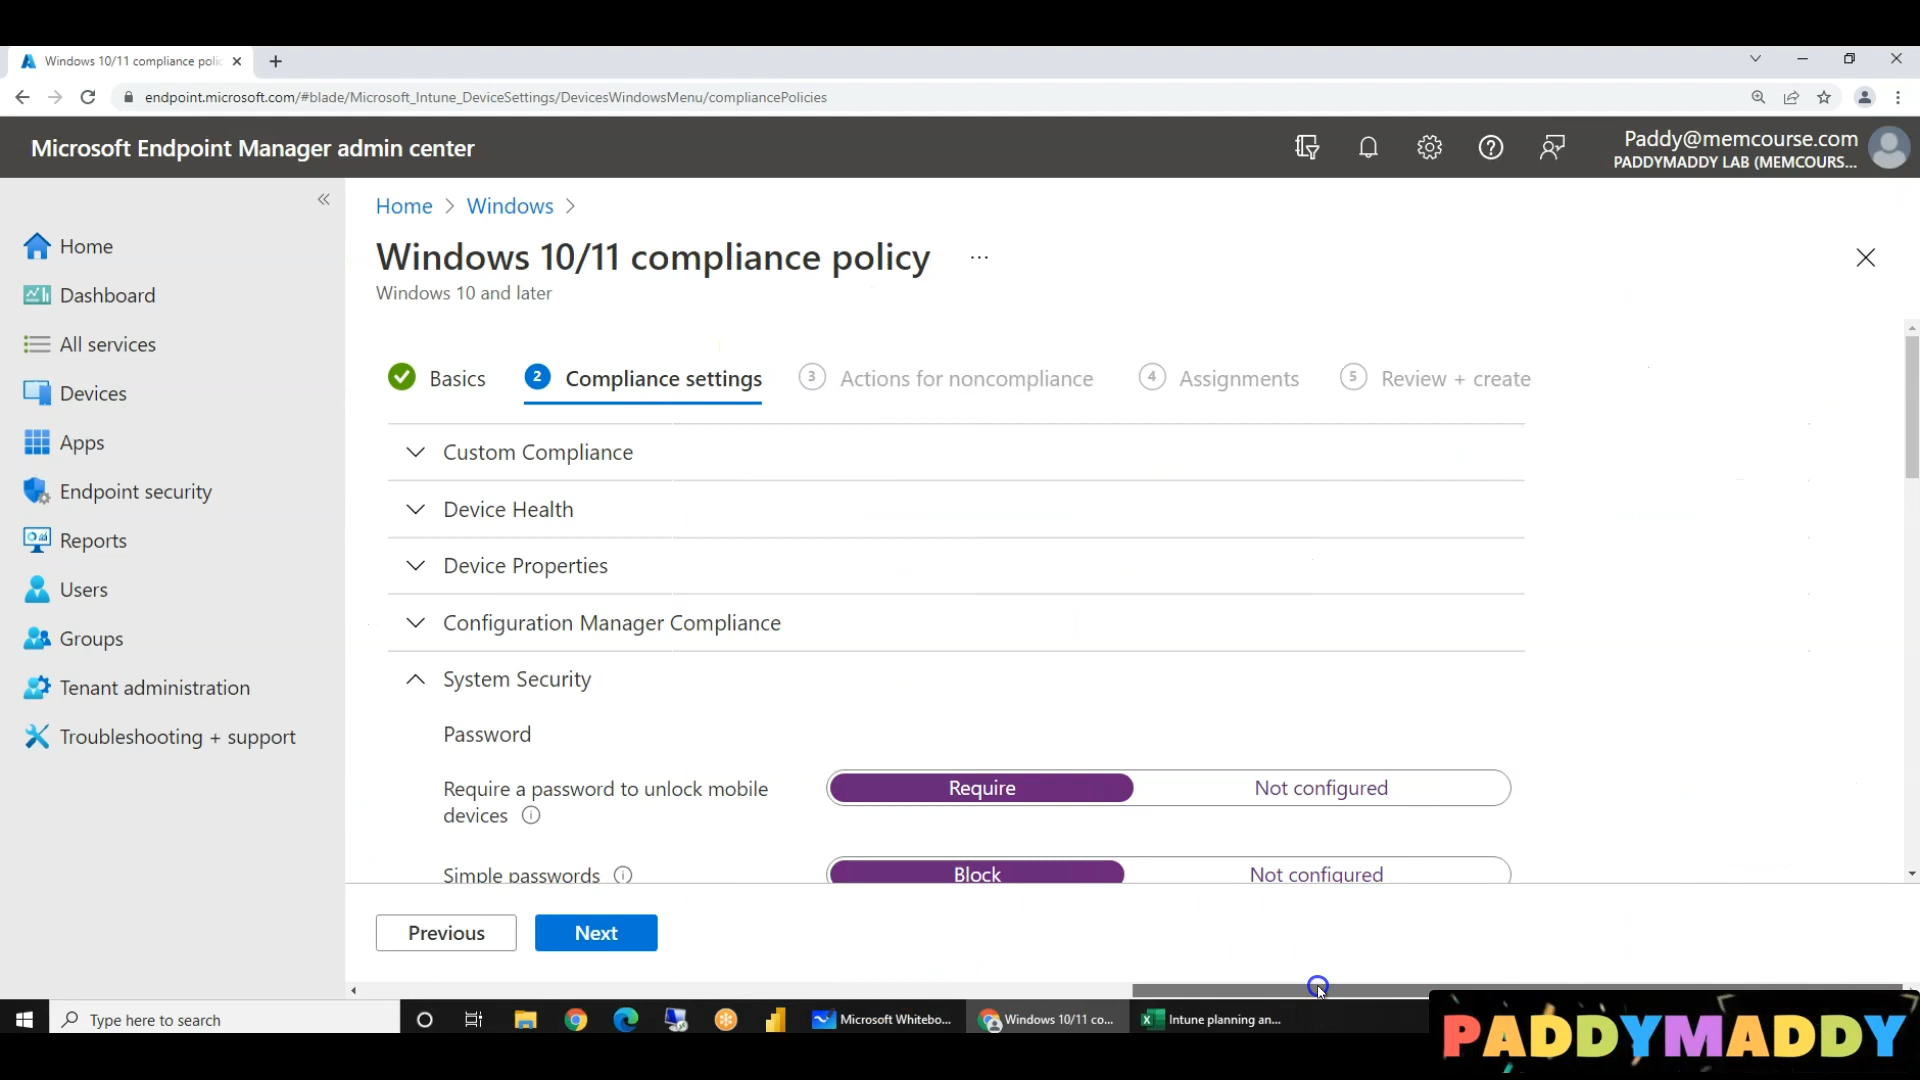 Windows 10/11 compliance polic
endpoint.microsoft.com/#blade/Microsoft_Intune_DeviceSettings/DevicesWindowsMenu/compliancePolicies
Microsoft Endpoint Manager admin center
Paddy@memcourse.com
PADDYMADDY LAB (MEMCOURS...
Home
Dashboard
All services
Devices
Apps
Endpoint security
Reports
Users
Groups
Tenant administration
Troubleshooting + support
Home > Windows >
Windows 10/11 compliance policy ...
Windows 10 and later
Basics 2 Compliance settings 3 Actions for noncompliance 4 Assignments 5 Review + create
Custom Compliance
Device Health
Device Properties
Configuration Manager Compliance
System Security
Password
Require a password to unlock mobile
devices
Require Not configured
Simple passwords Block Not configured
Previous Next
Type here to search
Microsoft Whitebo... Windows 10/11 co... Intune planning an...
PADDYMADDY